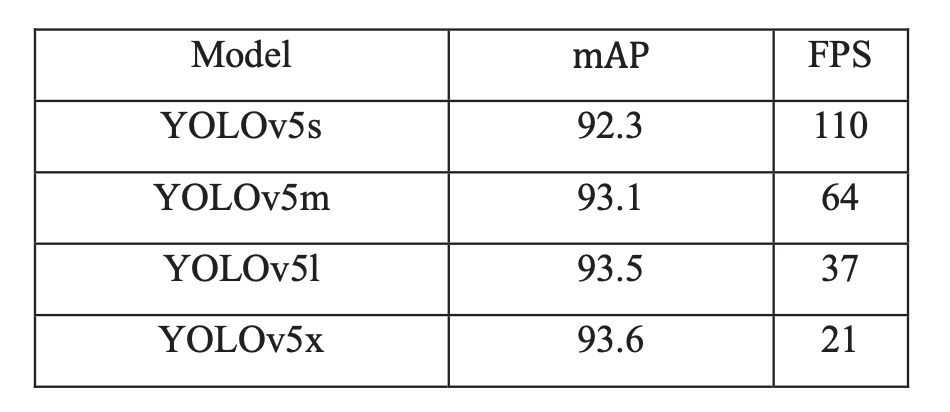 Model mAP FPS
YOLOv5s 92.3 110
YOLOv5m 93.1 64
YOLOv5l 93.5 37
YOLOv5x 93.6 21